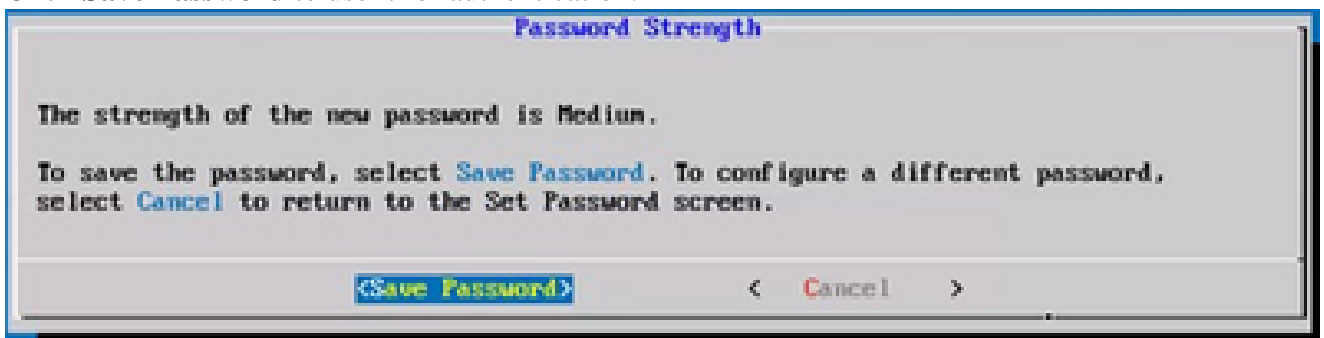 Password Strength
The strength of the new password is Medium.
To save the password, select Save Password. To configure a different password,
select Cancel to return to the Set Password screen.
<Save Password> < Cancel >